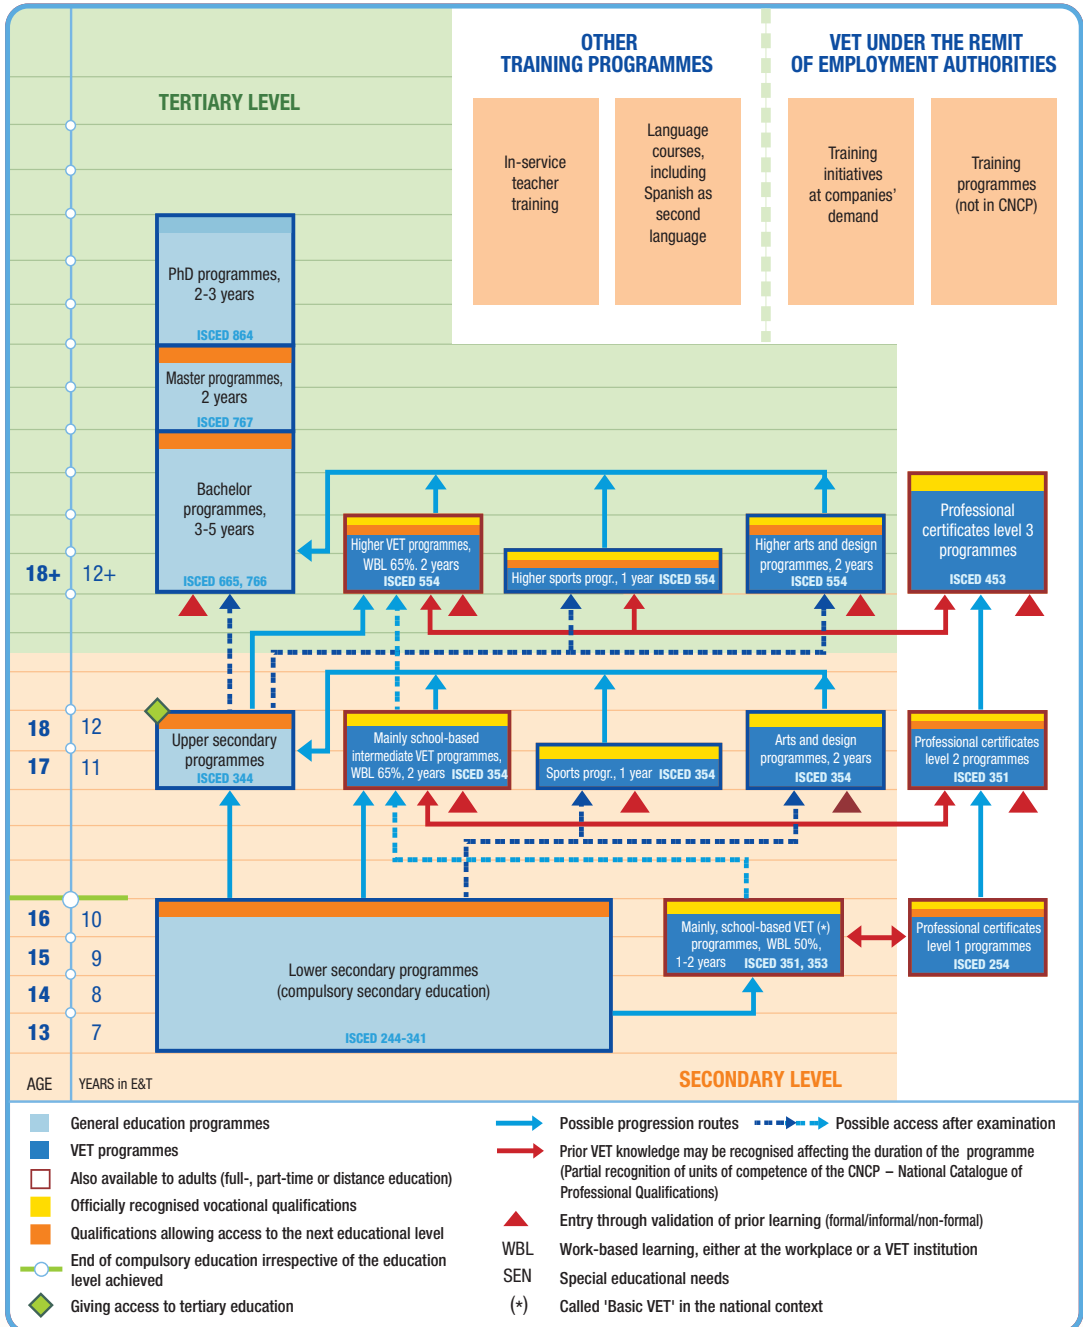 OTHER
TRAINING PROGRAMMES
VET UNDER THE REMIT
OF EMPLOYMENT AUTHORITIES
TERTIARY LEVEL
In-service
teacher
training
Language
courses,
including
Spanish as
second
language
Training
initiatives
at companies’
demand
Training
programmes
(not in CNCP)
PhD programmes,
2-3 years
ISCED 864
Master programmes,
2 years
ISCED 767
Bachelor
programmes,
3-5 years
ISCED 665, 766
18+ 12+
Higher VET programmes,
WBL 65%. 2 years
ISCED 554
Higher sports progr., 1 year ISCED 554
Higher arts and design
programmes, 2 years
ISCED 554
Professional
certificates level 3
programmes
ISCED 453
18 12
17 11
Upper secondary
programmes
ISCED 344
Mainly school-based
intermediate VET programmes,
WBL 65%, 2 years ISCED 354
Sports progr., 1 year ISCED 354
Arts and design
programmes, 2 years
ISCED 354
Professional certificates
level 2 programmes
ISCED 351
16 10
15 9
14 8
13 7
Lower secondary programmes
(compulsory secondary education)
ISCED 244-341
Mainly, school-based VET (*)
programmes, WBL 50%,
1-2 years ISCED 351, 353
Professional certificates
level 1 programmes
ISCED 254
AGE YEARS in E&T
SECONDARY LEVEL
General education programmes
VET programmes
Also available to adults (full-, part-time or distance education)
Officially recognised vocational qualifications
Qualifications allowing access to the next educational level
End of compulsory education irrespective of the education
level achieved
Giving access to tertiary education
Possible progression routes
Possible access after examination
Prior VET knowledge may be recognised affecting the duration of the programme
(Partial recognition of units of competence of the CNCP – National Catalogue of
Professional Qualifications)
Entry through validation of prior learning (formal/informal/non-formal)
WBL Work-based learning, either at the workplace or a VET institution
SEN Special educational needs
(*) Called 'Basic VET' in the national context